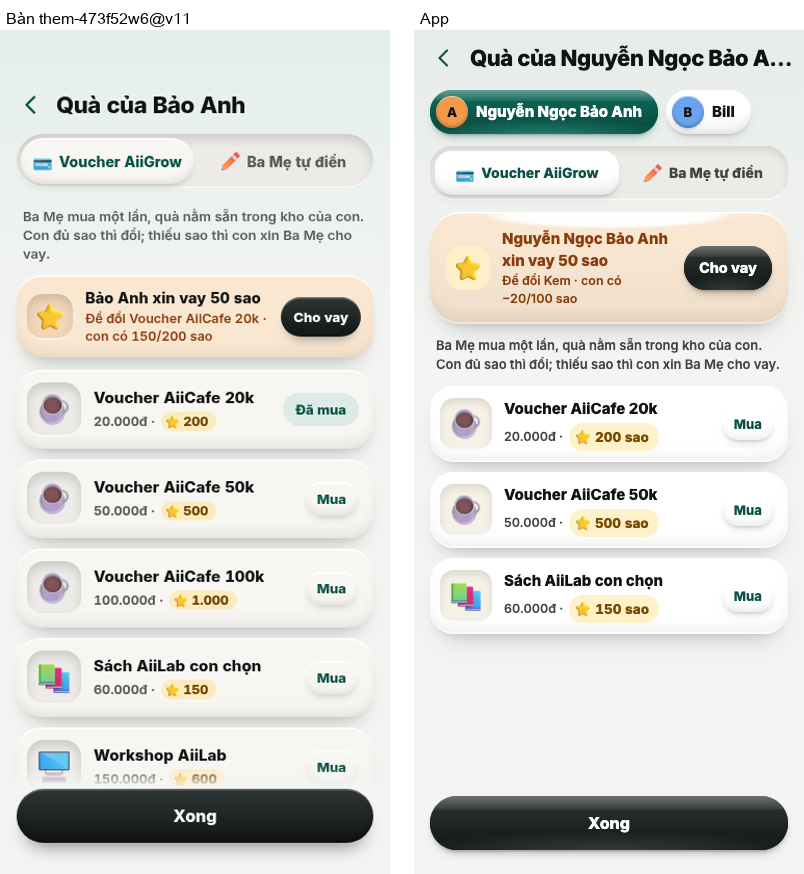 Bản them-473f52w6@v11
Quà của Bảo Anh
Voucher AiiGrow
Ba Mẹ tự điền
Ba Mẹ mua một lần, quà nằm sẵn trong kho của con.
Con đủ sao thì đổi; thiếu sao thì con xin Ba Mẹ cho
vay.
Bảo Anh xin vay 50 sao
Để đổi Voucher AiiCafe 20k ·
con có 150/200 sao
Cho vay
Voucher AiiCafe 20k
20.000đ · 200
Đã mua
Voucher AiiCafe 50k
50.000đ · 500
Mua
Voucher AiiCafe 100k
100.000đ · 1.000
Mua
Sách AiiLab con chọn
60.000đ · 150
Mua
Workshop AiiLab
150.000đ · 600
Mua
Xong
App
Quà của Nguyễn Ngọc Bảo A...
A Nguyễn Ngọc Bảo Anh
B Bill
Voucher AiiGrow
Ba Mẹ tự điền
Nguyễn Ngọc Bảo Anh
xin vay 50 sao
Để đổi Kem · con có
−20/100 sao
Cho vay
Ba Mẹ mua một lần, quà nằm sẵn trong kho của con.
Con đủ sao thì đổi; thiếu sao thì con xin Ba Mẹ cho vay.
Voucher AiiCafe 20k
20.000đ · 200 sao
Mua
Voucher AiiCafe 50k
50.000đ · 500 sao
Mua
Sách AiiLab con chọn
60.000đ · 150 sao
Mua
Xong